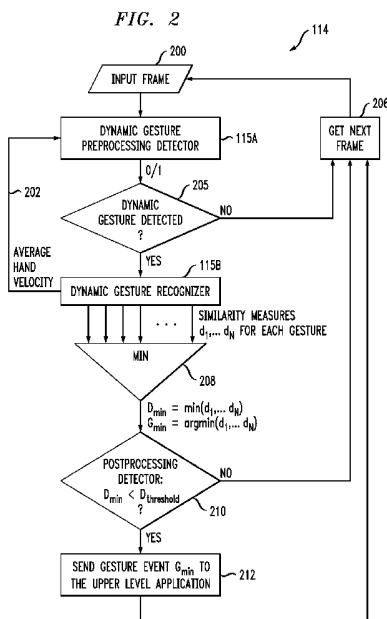 FIG. 2
200
114
INPUT FRAME
206
DYNAMIC GESTURE
PREPROCESSING DETECTOR
115A
GET NEXT
FRAME
202
0/1
205
DYNAMIC
GESTURE DETECTED
?
NO
YES
AVERAGE
HAND
VELOCITY
115B
DYNAMIC GESTURE RECOGNIZER
...
SIMILARITY MEASURES
d1,... dN FOR EACH GESTURE
MIN
208
Dmin = min(d1,... dN)
Gmin = argmin(d1,... dN)
POSTPROCESSING
DETECTOR:
Dmin < Dthreshold
?
NO
210
YES
SEND GESTURE EVENT Gmin TO
THE UPPER LEVEL APPLICATION
212